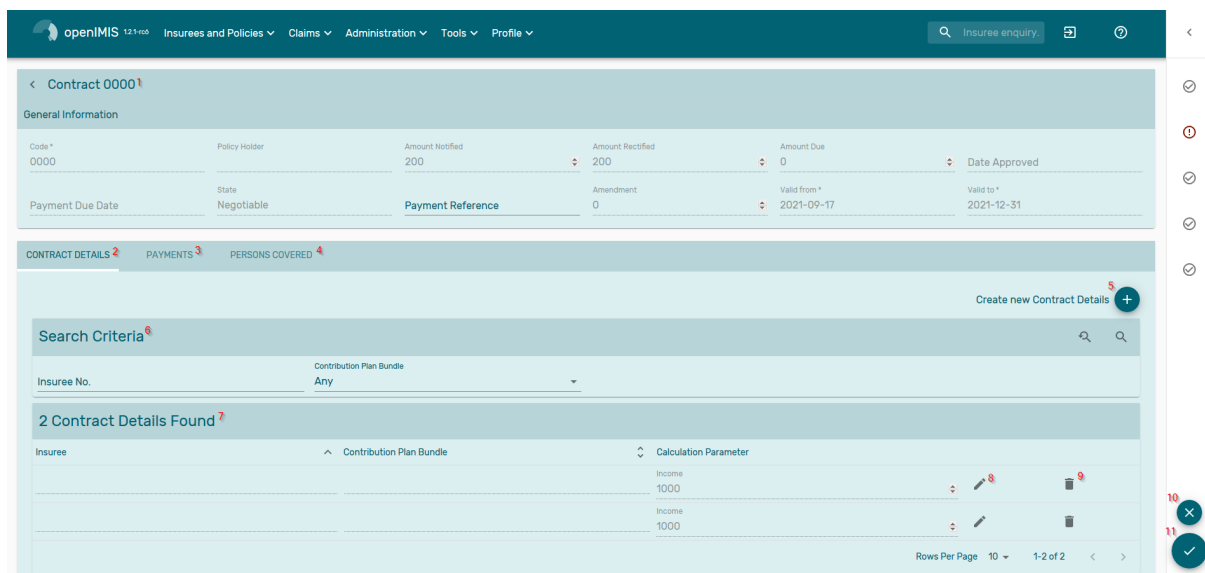 openIMIS 1.2.1-rc6 Insurees and Policies Claims Administration Tools Profile Insuree enquiry.
Contract 0000 1
General Information
Code * Policy Holder Amount Notified Amount Rectified Amount Due
0000 200 200 0 Date Approved
State Amendment Valid from * Valid to *
Payment Due Date Negotiable Payment Reference 0 2021-09-17 2021-12-31
CONTRACT DETAILS 2 PAYMENTS 3 PERSONS COVERED 4
5
Create new Contract Details
Search Criteria 6
Contribution Plan Bundle
Insuree No. Any
2 Contract Details Found 7
Insuree Contribution Plan Bundle Calculation Parameter
Income
1000 8 9
10
Income
1000
11
Rows Per Page 10 1-2 of 2